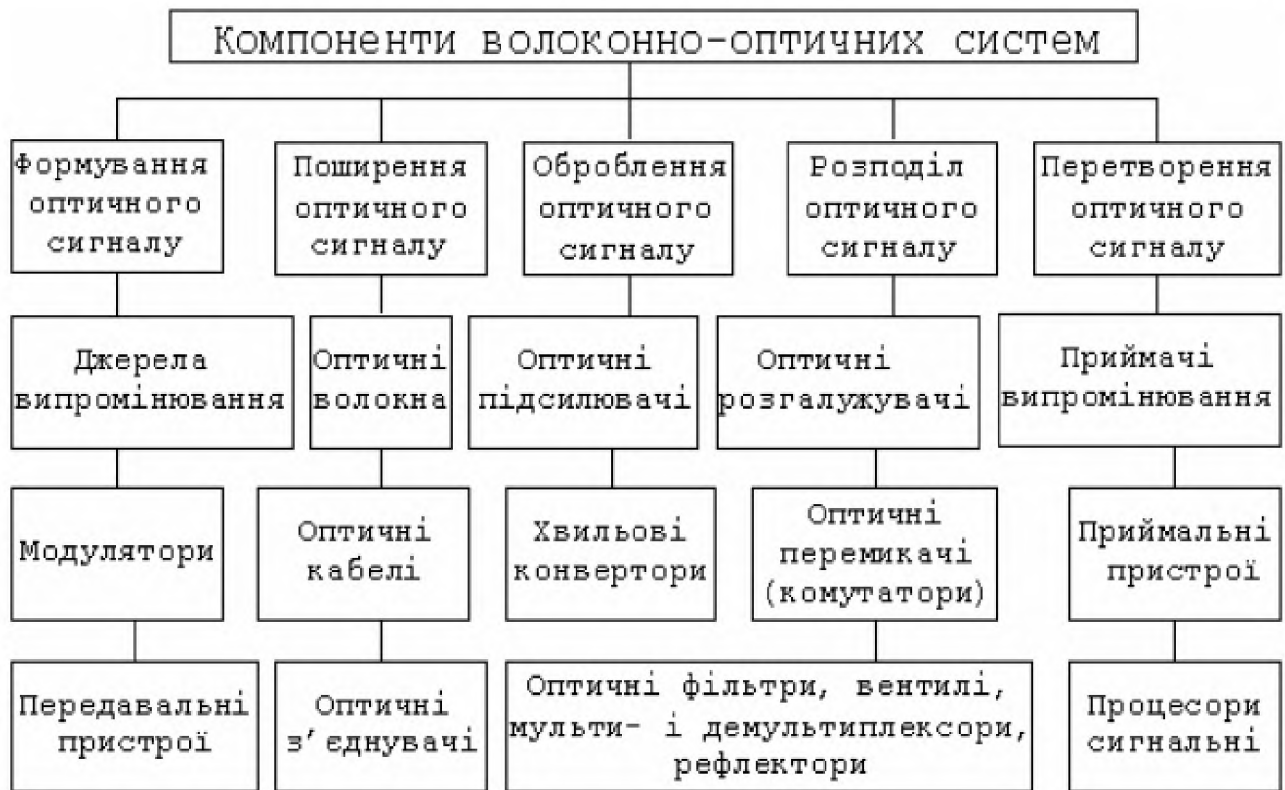 Компоненти волоконно-оптичних систем
Формування
оптичного
сигналу
Поширення
оптичного
сигналу
Оброблення
оптичного
сигналу
Розподіл
оптичного
сигналу
Перетворення
оптичного
сигналу
Джерела
випромінювання
Оптичні
волокна
Оптичні
підсилювачі
Оптичні
розгалужувачі
Приймачі
випромінювання
Модулятори
Оптичні
кабелі
Хвильові
конвертори
Оптичні
перемикачі
(комутатори)
Приймальні
пристрої
Передавальні
пристрої
Оптичні
з'єднувачі
Оптичні фільтри, вентилі,
мульти- і демультиплексори,
рефлектори
Процесори
сигнальні